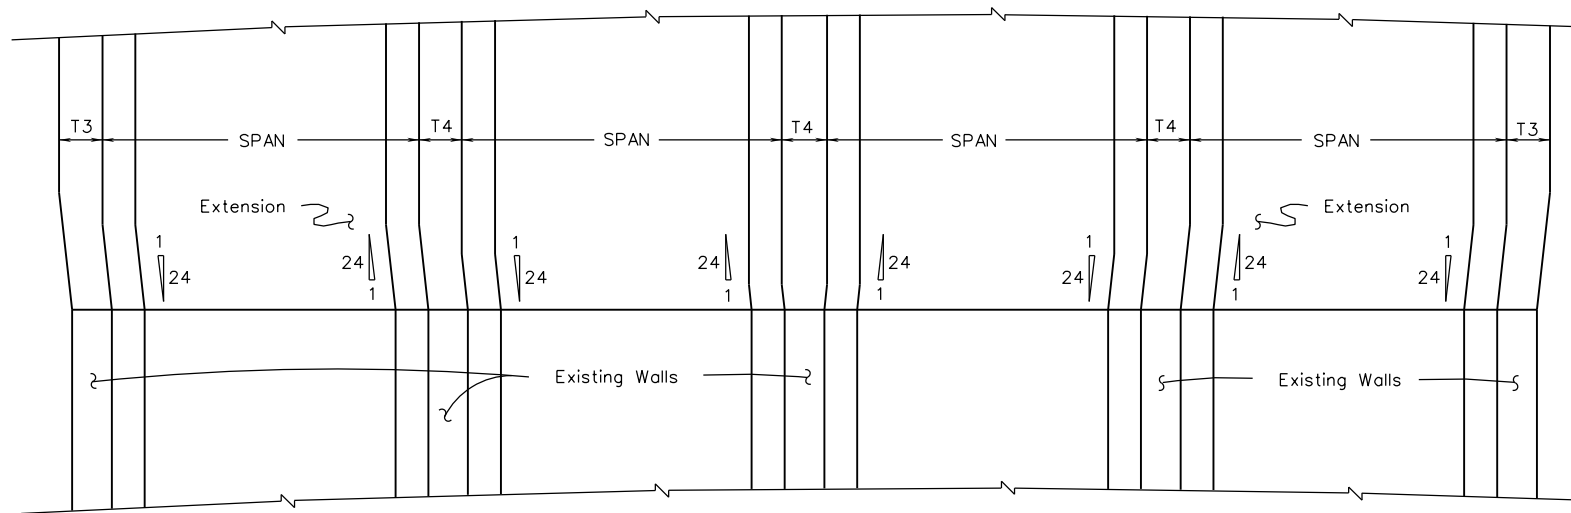 T3 SPAN T4 SPAN T4 SPAN T4 SPAN T3
Extension Extension
1 1 1 1 1 1 1 1
24 24 24 24 24 24 24 24
Existing Walls Existing Walls